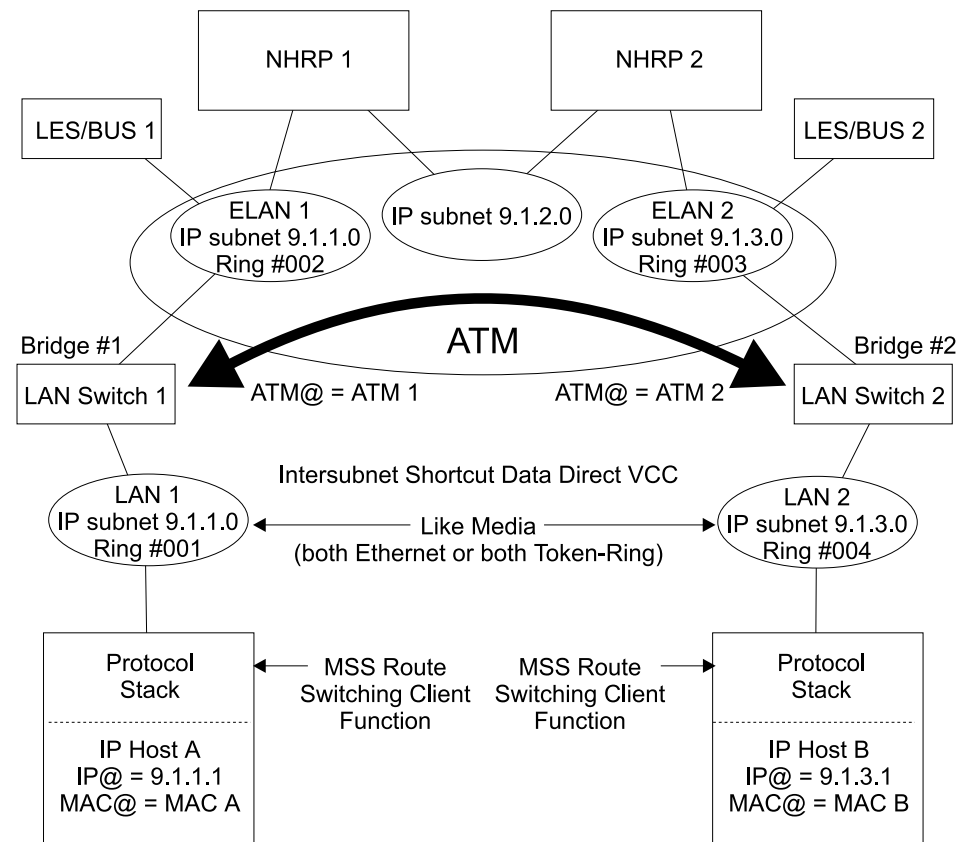 NHRP 1
NHRP 2
LES/BUS 1
LES/BUS 2
ELAN 1
IP subnet 9.1.1.0
Ring #002
IP subnet 9.1.2.0
ELAN 2
IP subnet 9.1.3.0
Ring #003
ATM
Bridge #1
Bridge #2
LAN Switch 1
ATM@ = ATM 1
ATM@ = ATM 2
LAN Switch 2
Intersubnet Shortcut Data Direct VCC
LAN 1
IP subnet 9.1.1.0
Ring #001
Like Media
(both Ethernet or both Token-Ring)
LAN 2
IP subnet 9.1.3.0
Ring #004
Protocol
Stack
MSS Route
Switching Client
Function
MSS Route
Switching Client
Function
Protocol
Stack
IP Host A
IP@ = 9.1.1.1
MAC@ = MAC A
IP Host B
IP@ = 9.1.3.1
MAC@ = MAC B